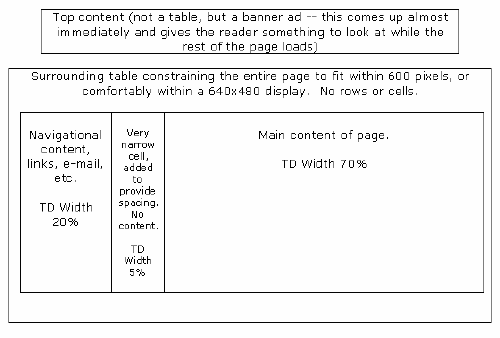 Top content (not a table, but a banner ad -- this comes up almost
immediately and gives the reader something to look at while the
rest of the page loads)
Surrounding table constraining the entire page to fit within 600 pixels, or
comfortably within a 640x480 display.  No rows or cells.
Navigational
content,
links, e-mail,
etc.
TD Width
20%
Very
narrow
cell,
added
to
provide
spacing.
No
content.
TD
Width
5%
Main content of page.
TD Width 70%